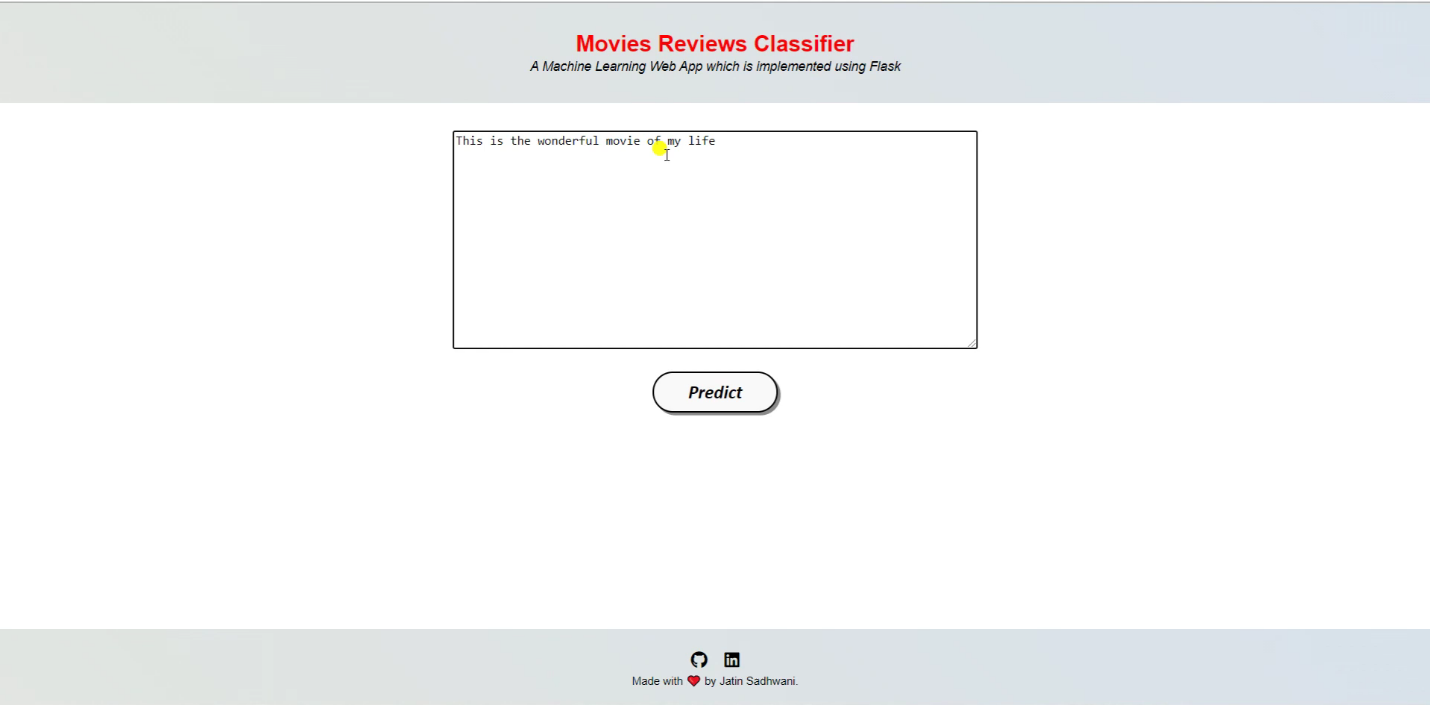 Movies Reviews Classifier
A Machine Learning Web App which is implemented using Flask
This is the wonderful movie of my life
Predict
Made with ❤ by Jatin Sadhwani.